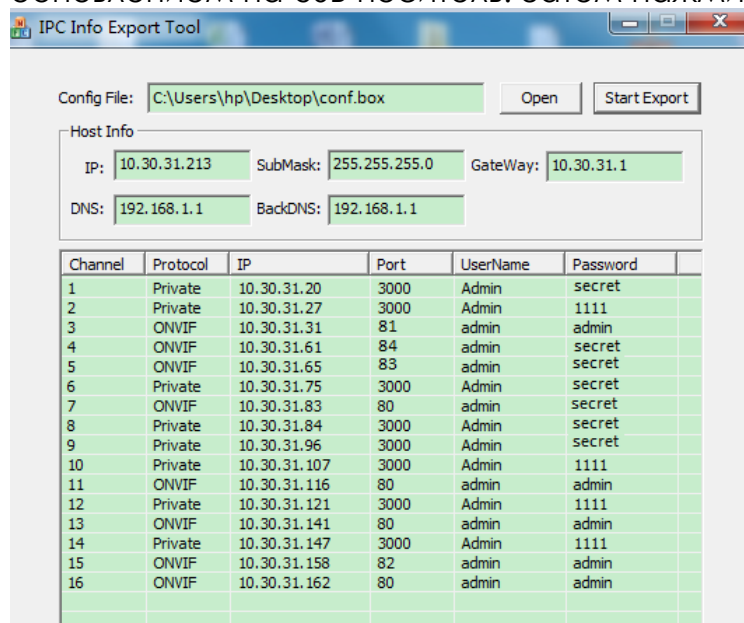 на USB носитель. Затем
IPC Info Export Tool
Config File: C:\Users\hp\Desktop\conf.box Open Start Export
Host Info
IP: 10.30.31.213 SubMask: 255.255.255.0 GateWay: 10.30.31.1
DNS: 192.168.1.1 BackDNS: 192.168.1.1
Channel Protocol IP Port UserName Password
1 Private 10.30.31.20 3000 Admin secret
2 Private 10.30.31.27 3000 Admin 1111
3 ONVIF 10.30.31.31 81 admin admin
4 ONVIF 10.30.31.61 84 admin secret
5 ONVIF 10.30.31.65 83 admin secret
6 Private 10.30.31.75 3000 Admin secret
7 ONVIF 10.30.31.83 80 admin secret
8 Private 10.30.31.84 3000 Admin secret
9 Private 10.30.31.96 3000 Admin secret
10 Private 10.30.31.107 3000 Admin 1111
11 ONVIF 10.30.31.116 80 admin admin
12 Private 10.30.31.121 3000 Admin 1111
13 ONVIF 10.30.31.141 80 admin admin
14 Private 10.30.31.147 3000 Admin 1111
15 ONVIF 10.30.31.158 82 admin admin
16 ONVIF 10.30.31.162 80 admin admin